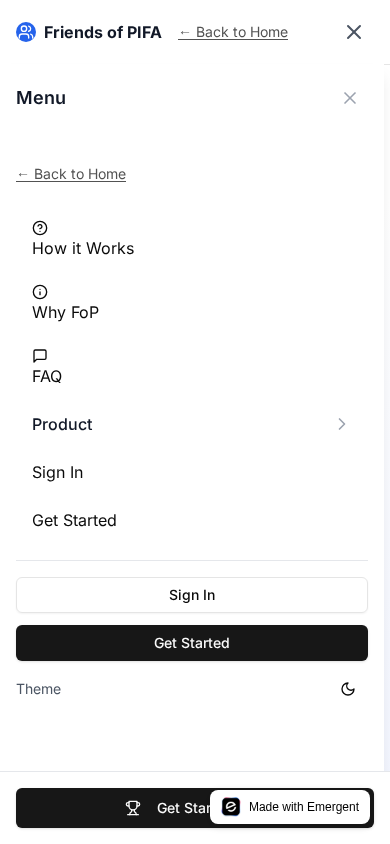 Friends of PIFA ← Back to Home
Menu
← Back to Home
How it Works
Why FoP
FAQ
Product
Sign In
Get Started
Sign In
Get Started
Theme
Get Star
Made with Emergent